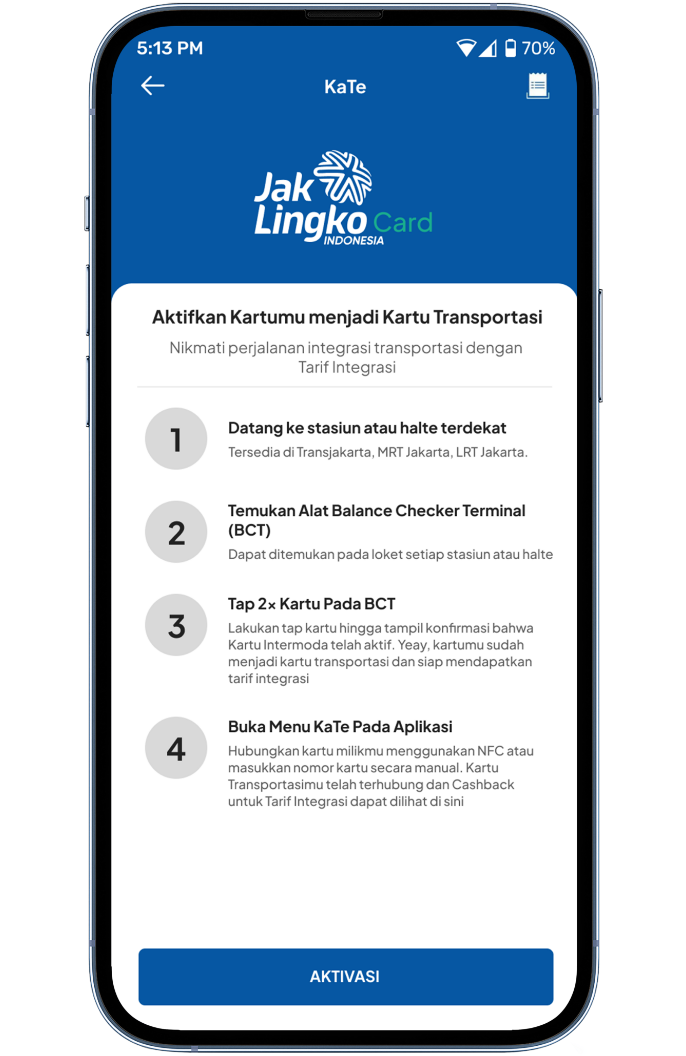 5:13 PM 70%
KaTe
Jak
Lingko Card
INDONESIA
Aktifkan Kartumu menjadi Kartu Transportasi
Nikmati perjalanan integrasi transportasi dengan
Tarif Integrasi
1
Datang ke stasiun atau halte terdekat
Tersedia di Transjakarta, MRT Jakarta, LRT Jakarta.
2
Temukan Alat Balance Checker Terminal
(BCT)
Dapat ditemukan pada loket setiap stasiun atau halte
3
Tap 2x Kartu Pada BCT
Lakukan tap kartu hingga tampil konfirmasi bahwa
Kartu Intermoda telah aktif. Yeay, kartumu sudah
menjadi kartu transportasi dan siap mendapatkan
tarif integrasi
4
Buka Menu KaTe Pada Aplikasi
Hubungkan kartu milikmu menggunakan NFC atau
masukkan nomor kartu secara manual. Kartu
Transportasimu telah terhubung dan Cashback
untuk Tarif Integrasi dapat dilihat di sini
AKTIVASI